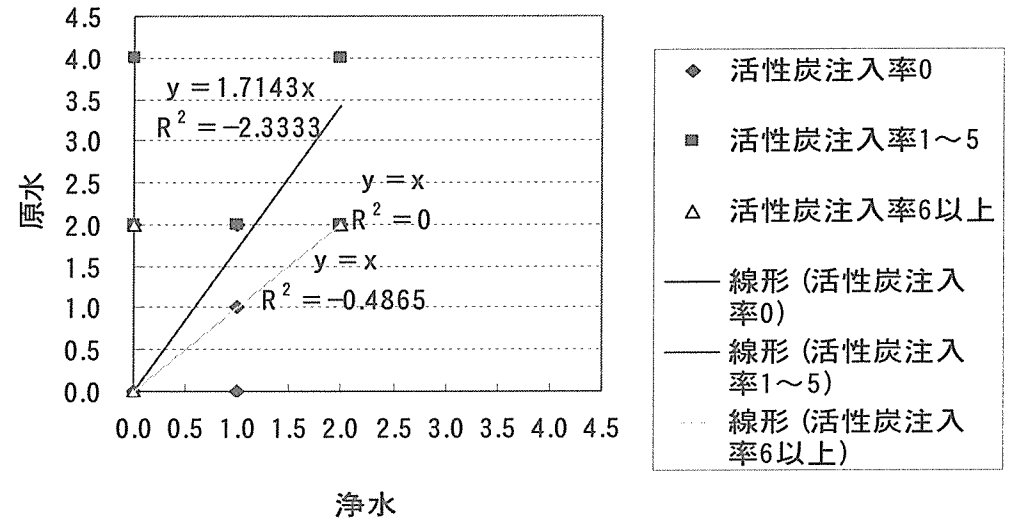 4.5
4.0
3.5
3.0
2.5
2.0
1.5
1.0
0.5
0.0
原水
y=1.7143x
R²=-2.3333
y=x
R²=0
y=x
R²=-0.4865
0.0 0.5 1.0 1.5 2.0 2.5 3.0 3.5 4.0 4.5
浄水
活性炭注入率0
活性炭注入率1～5
活性炭注入率6以上
線形(活性炭注入
率0)
線形(活性炭注入
率1～5)
線形(活性炭注入
率6以上)